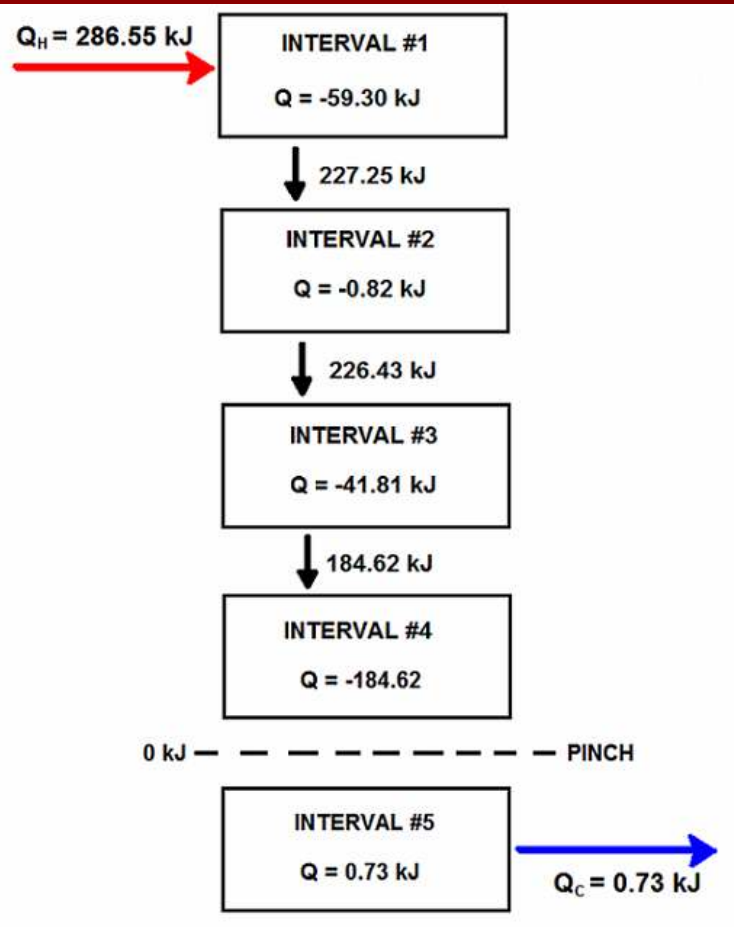 Q_H = 286.55 kJ
INTERVAL #1
Q = -59.30 kJ
227.25 kJ
INTERVAL #2
Q = -0.82 kJ
226.43 kJ
INTERVAL #3
Q = -41.81 kJ
184.62 kJ
INTERVAL #4
Q = -184.62
0 kJ PINCH
INTERVAL #5
Q = 0.73 kJ
Q_C = 0.73 kJ